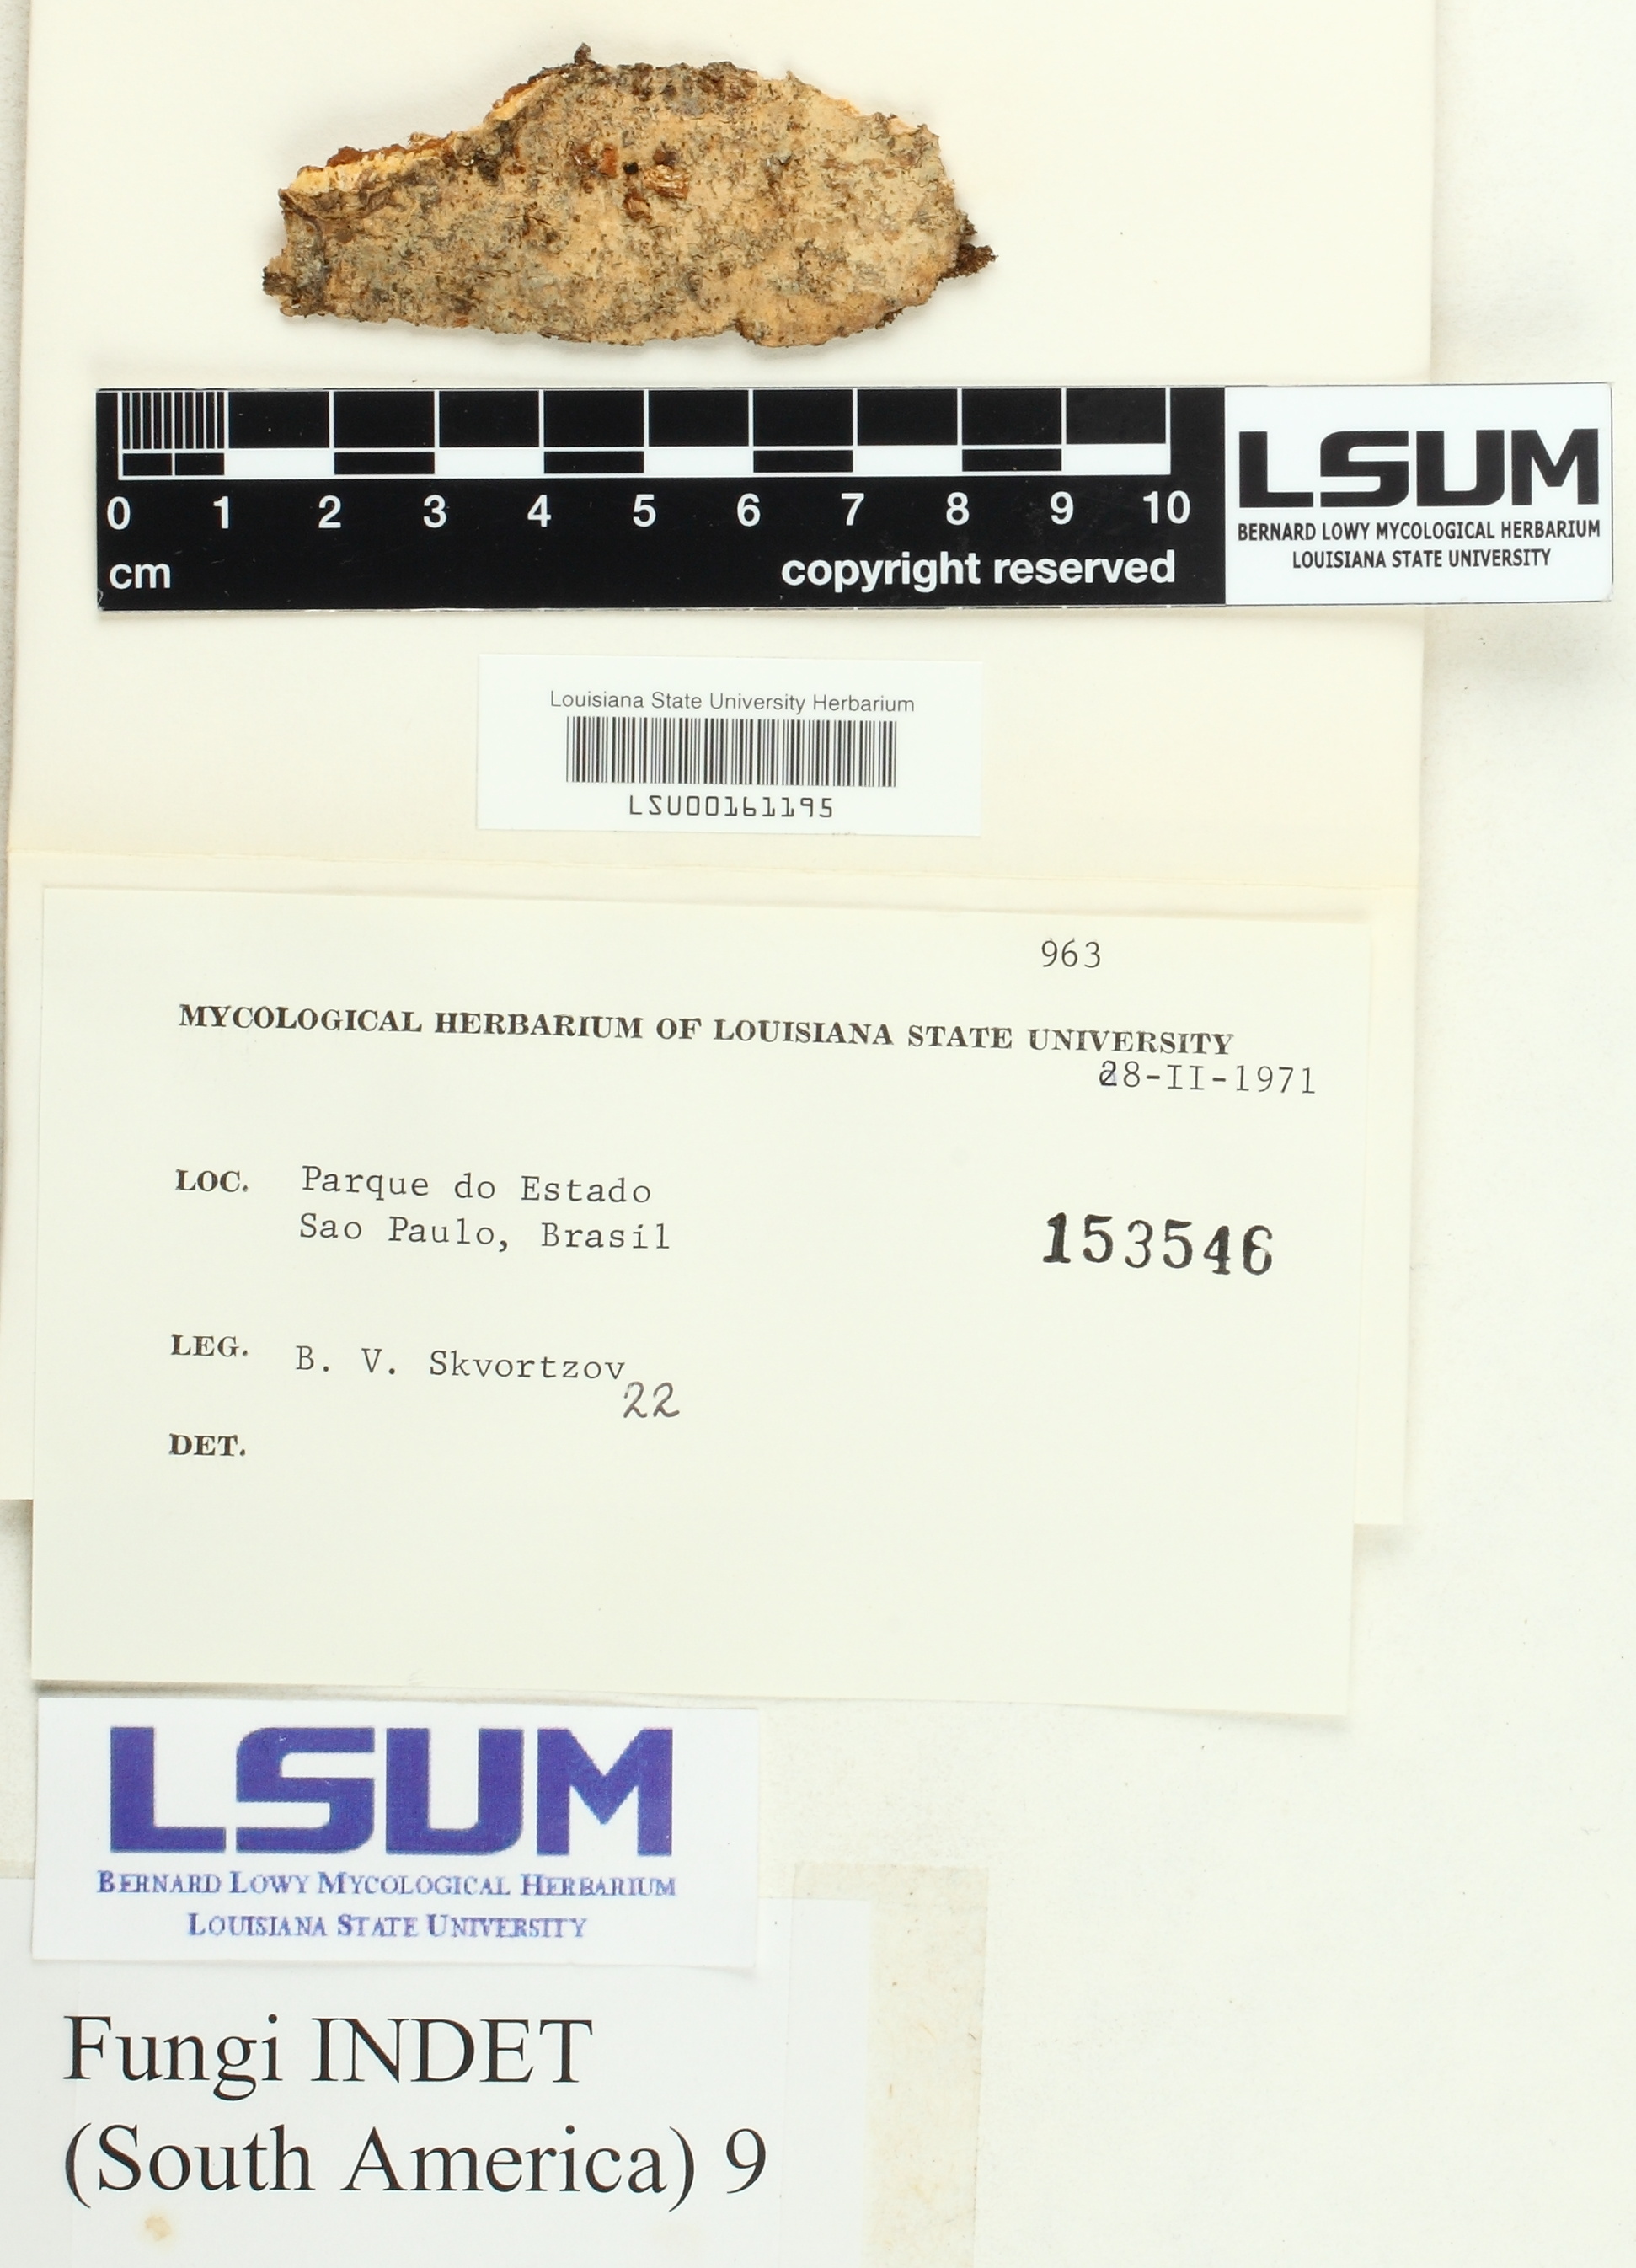 0 1 2 3 4 5 6 7 8 9 10
cm
copyright reserved
LSUM
BERNARD LOWY MYCOLOGICAL HERBARIUM
LOUISIANA STATE UNIVERSITY
Louisiana State University Herbarium
LSU00161195
963
MYCOLOGICAL HERBARIUM OF LOUISIANA STATE UNIVERSITY
28-II-1971
LOC. Parque do Estado
Sao Paulo, Brasil
153546
LEG. B. V. Skvortzov
22
DET.
LSUM
BERNARD LOWY MYCOLOGICAL HERBARIUM
LOUISIANA STATE UNIVERSITY
Fungi INDET
(South America) 9